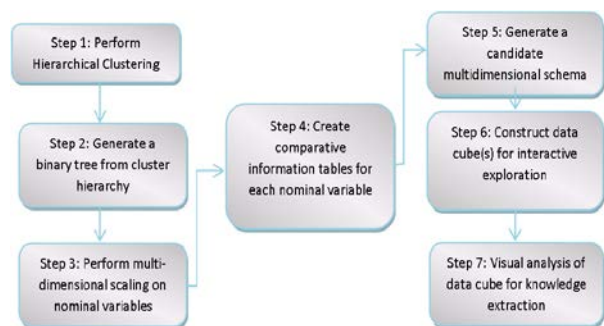 Step 1: Perform
Hierarchical Clustering
Step 2: Generate a
binary tree from cluster
hierarchy
Step 3: Perform multi-
dimensional scaling on
nominal variables
Step 4: Create
comparative
information tables for
each nominal variable
Step 5: Generate a
candidate
multidimensional schema
Step 6: Construct data
cube(s) for interactive
exploration
Step 7: Visual analysis of
data cube for knowledge
extraction